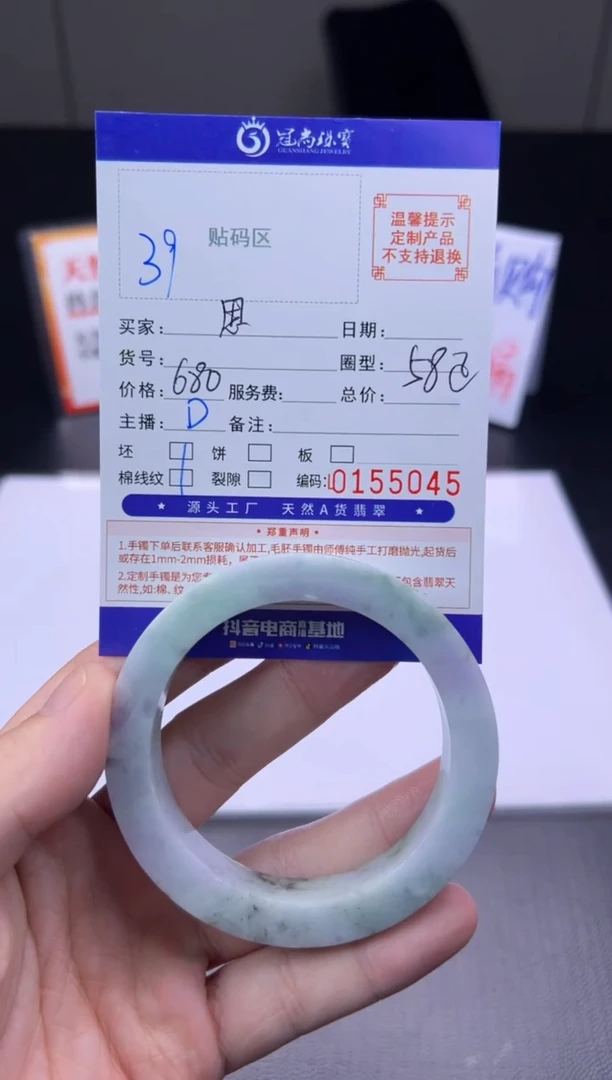 冠尚珠宝
GUANSHANG JEWELRY
39
贴码区
温馨提示
定制产品
不支持退换
买家：
日期：
货号：
圈型：58
价格：680 服务费： 总价：
主播：D 备注：
坯 饼 板
棉线纹 裂隙 编码：L0155045
源头工厂 天然A货翡翠
郑重声明
1.手镯下单后联系客服确认加工,毛胚手镯由师傅纯手工打磨抛光,起货后
或存在1mm-2mm损耗，
2.定制手镯是为您 包含翡翠天
然性,如:棉、纹
抖音电商直播基地
购